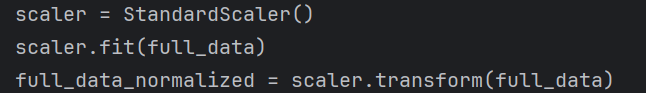 scaler = StandardScaler()
scaler.fit(full_data)
full_data_normalized = scaler.transform(full_data)